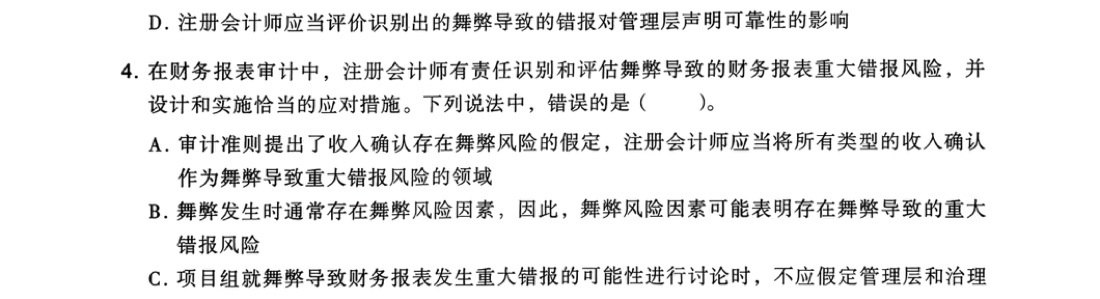 D. 注册会计师应当评价识别出的舞弊导致的错报对管理层声明可靠性的影响
4. 在财务报表审计中，注册会计师有责任识别和评估舞弊导致的财务报表重大错报风险，并
设计和实施恰当的应对措施。下列说法中，错误的是（　　）。
A. 审计准则提出了收入确认存在舞弊风险的假定，注册会计师应当将所有类型的收入确认
作为舞弊导致重大错报风险的领域
B. 舞弊发生时通常存在舞弊风险因素，因此，舞弊风险因素可能表明存在舞弊导致的重大
错报风险
C. 项目组就舞弊导致财务报表发生重大错报的可能性进行讨论时，不应假定管理层和治理